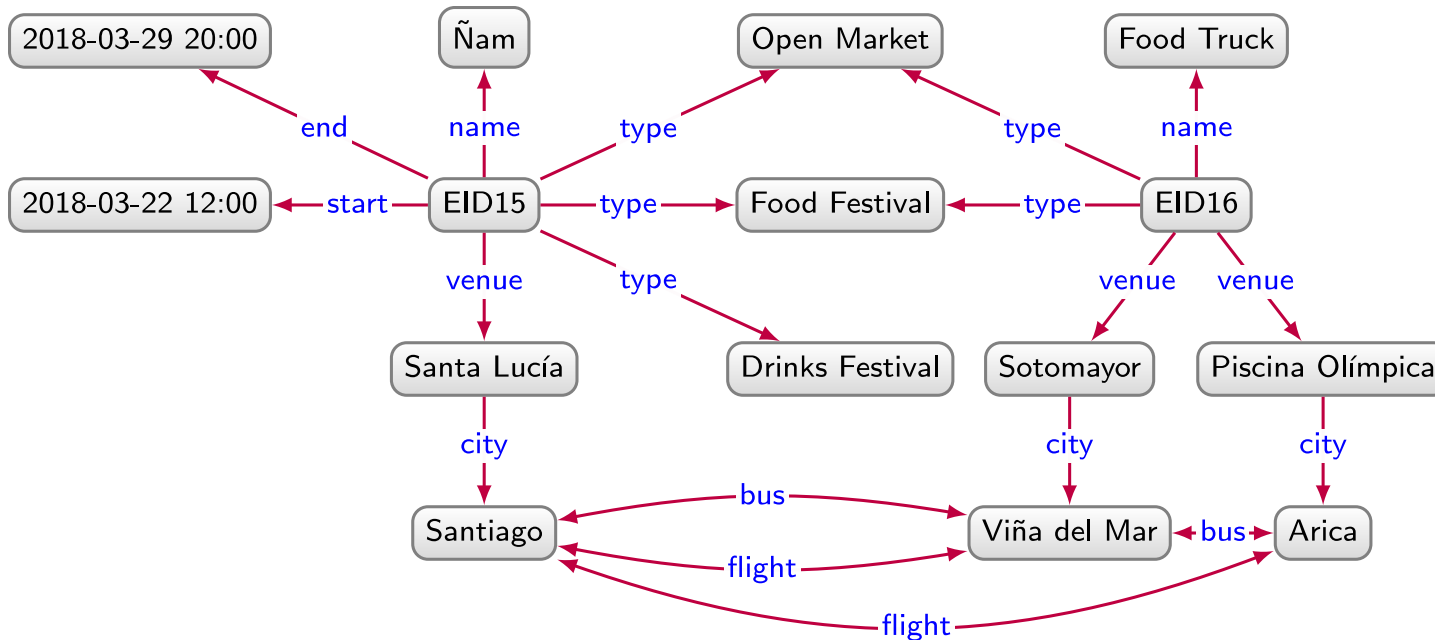 2018-03-29 20:00
Ñam
Open Market
Food Truck
end
name
type
type
name
2018-03-22 12:00
start
EID15
type
Food Festival
type
EID16
venue
type
venue
venue
Santa Lucía
Drinks Festival
Sotomayor
Piscina Olímpica
city
city
city
bus
Santiago
Viña del Mar
bus
Arica
flight
flight